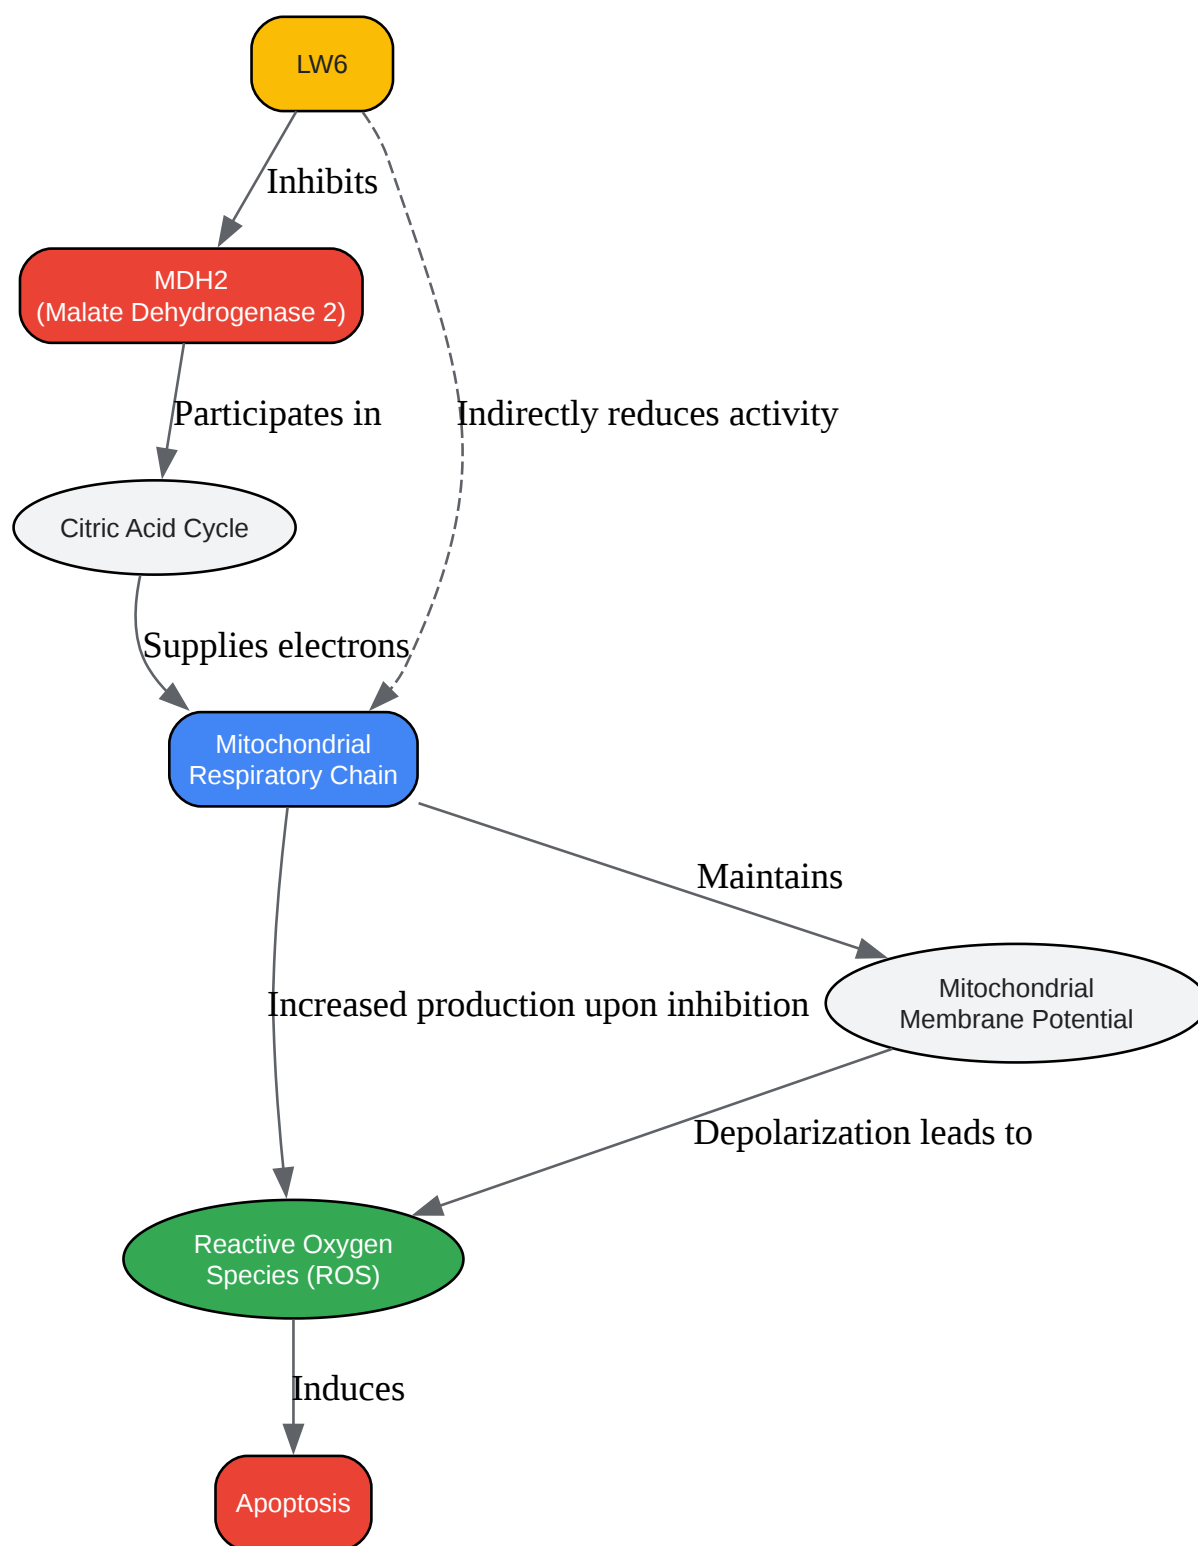 LW6
Inhibits
MDH2
(Malate Dehydrogenase 2)
Participates in
Indirectly reduces activity
Citric Acid Cycle
Supplies electrons
Mitochondrial
Respiratory Chain
Maintains
Increased production upon inhibition
Mitochondrial
Membrane Potential
Depolarization leads to
Reactive Oxygen
Species (ROS)
Induces
Apoptosis